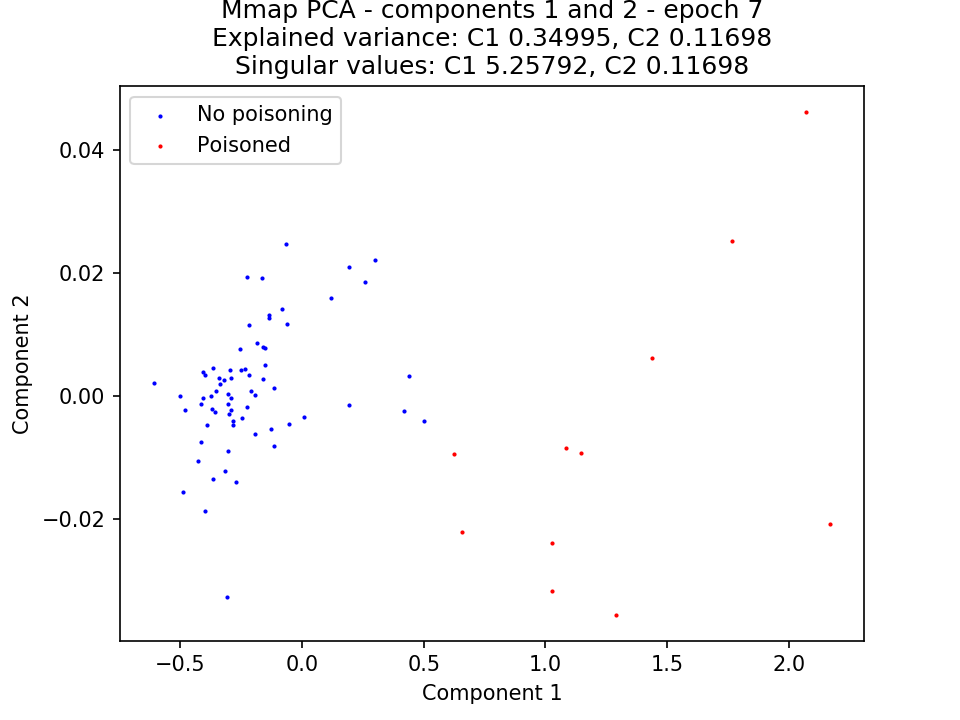 Mmap PCA - components 1 and 2 - epoch 7
Explained variance: C1 0.34995, C2 0.11698
Singular values: C1 5.25792, C2 0.11698
No poisoning
Poisoned
0.04
0.02
0.00
−0.02
Component 2
−0.5
0.0
0.5
1.0
1.5
2.0
Component 1